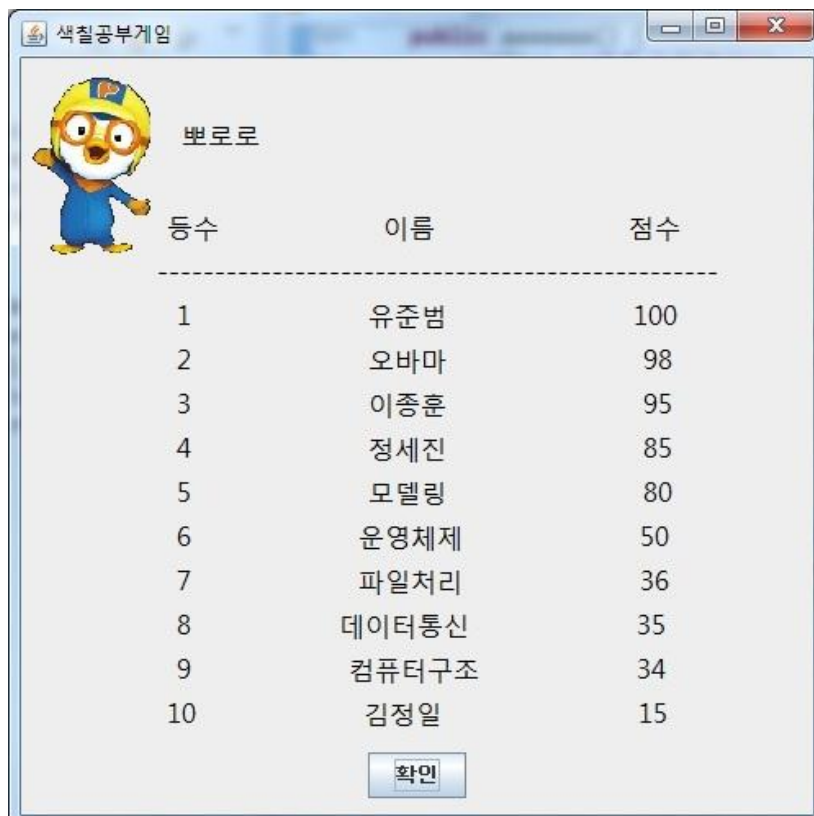 색칠공부게임
뽀로로
등수 이름 점수
-------------------------------------------------
1 유준범 100
2 오바마 98
3 이종훈 95
4 정세진 85
5 모델링 80
6 운영체제 50
7 파일처리 36
8 데이터통신 35
9 컴퓨터구조 34
10 김정일 15
확인